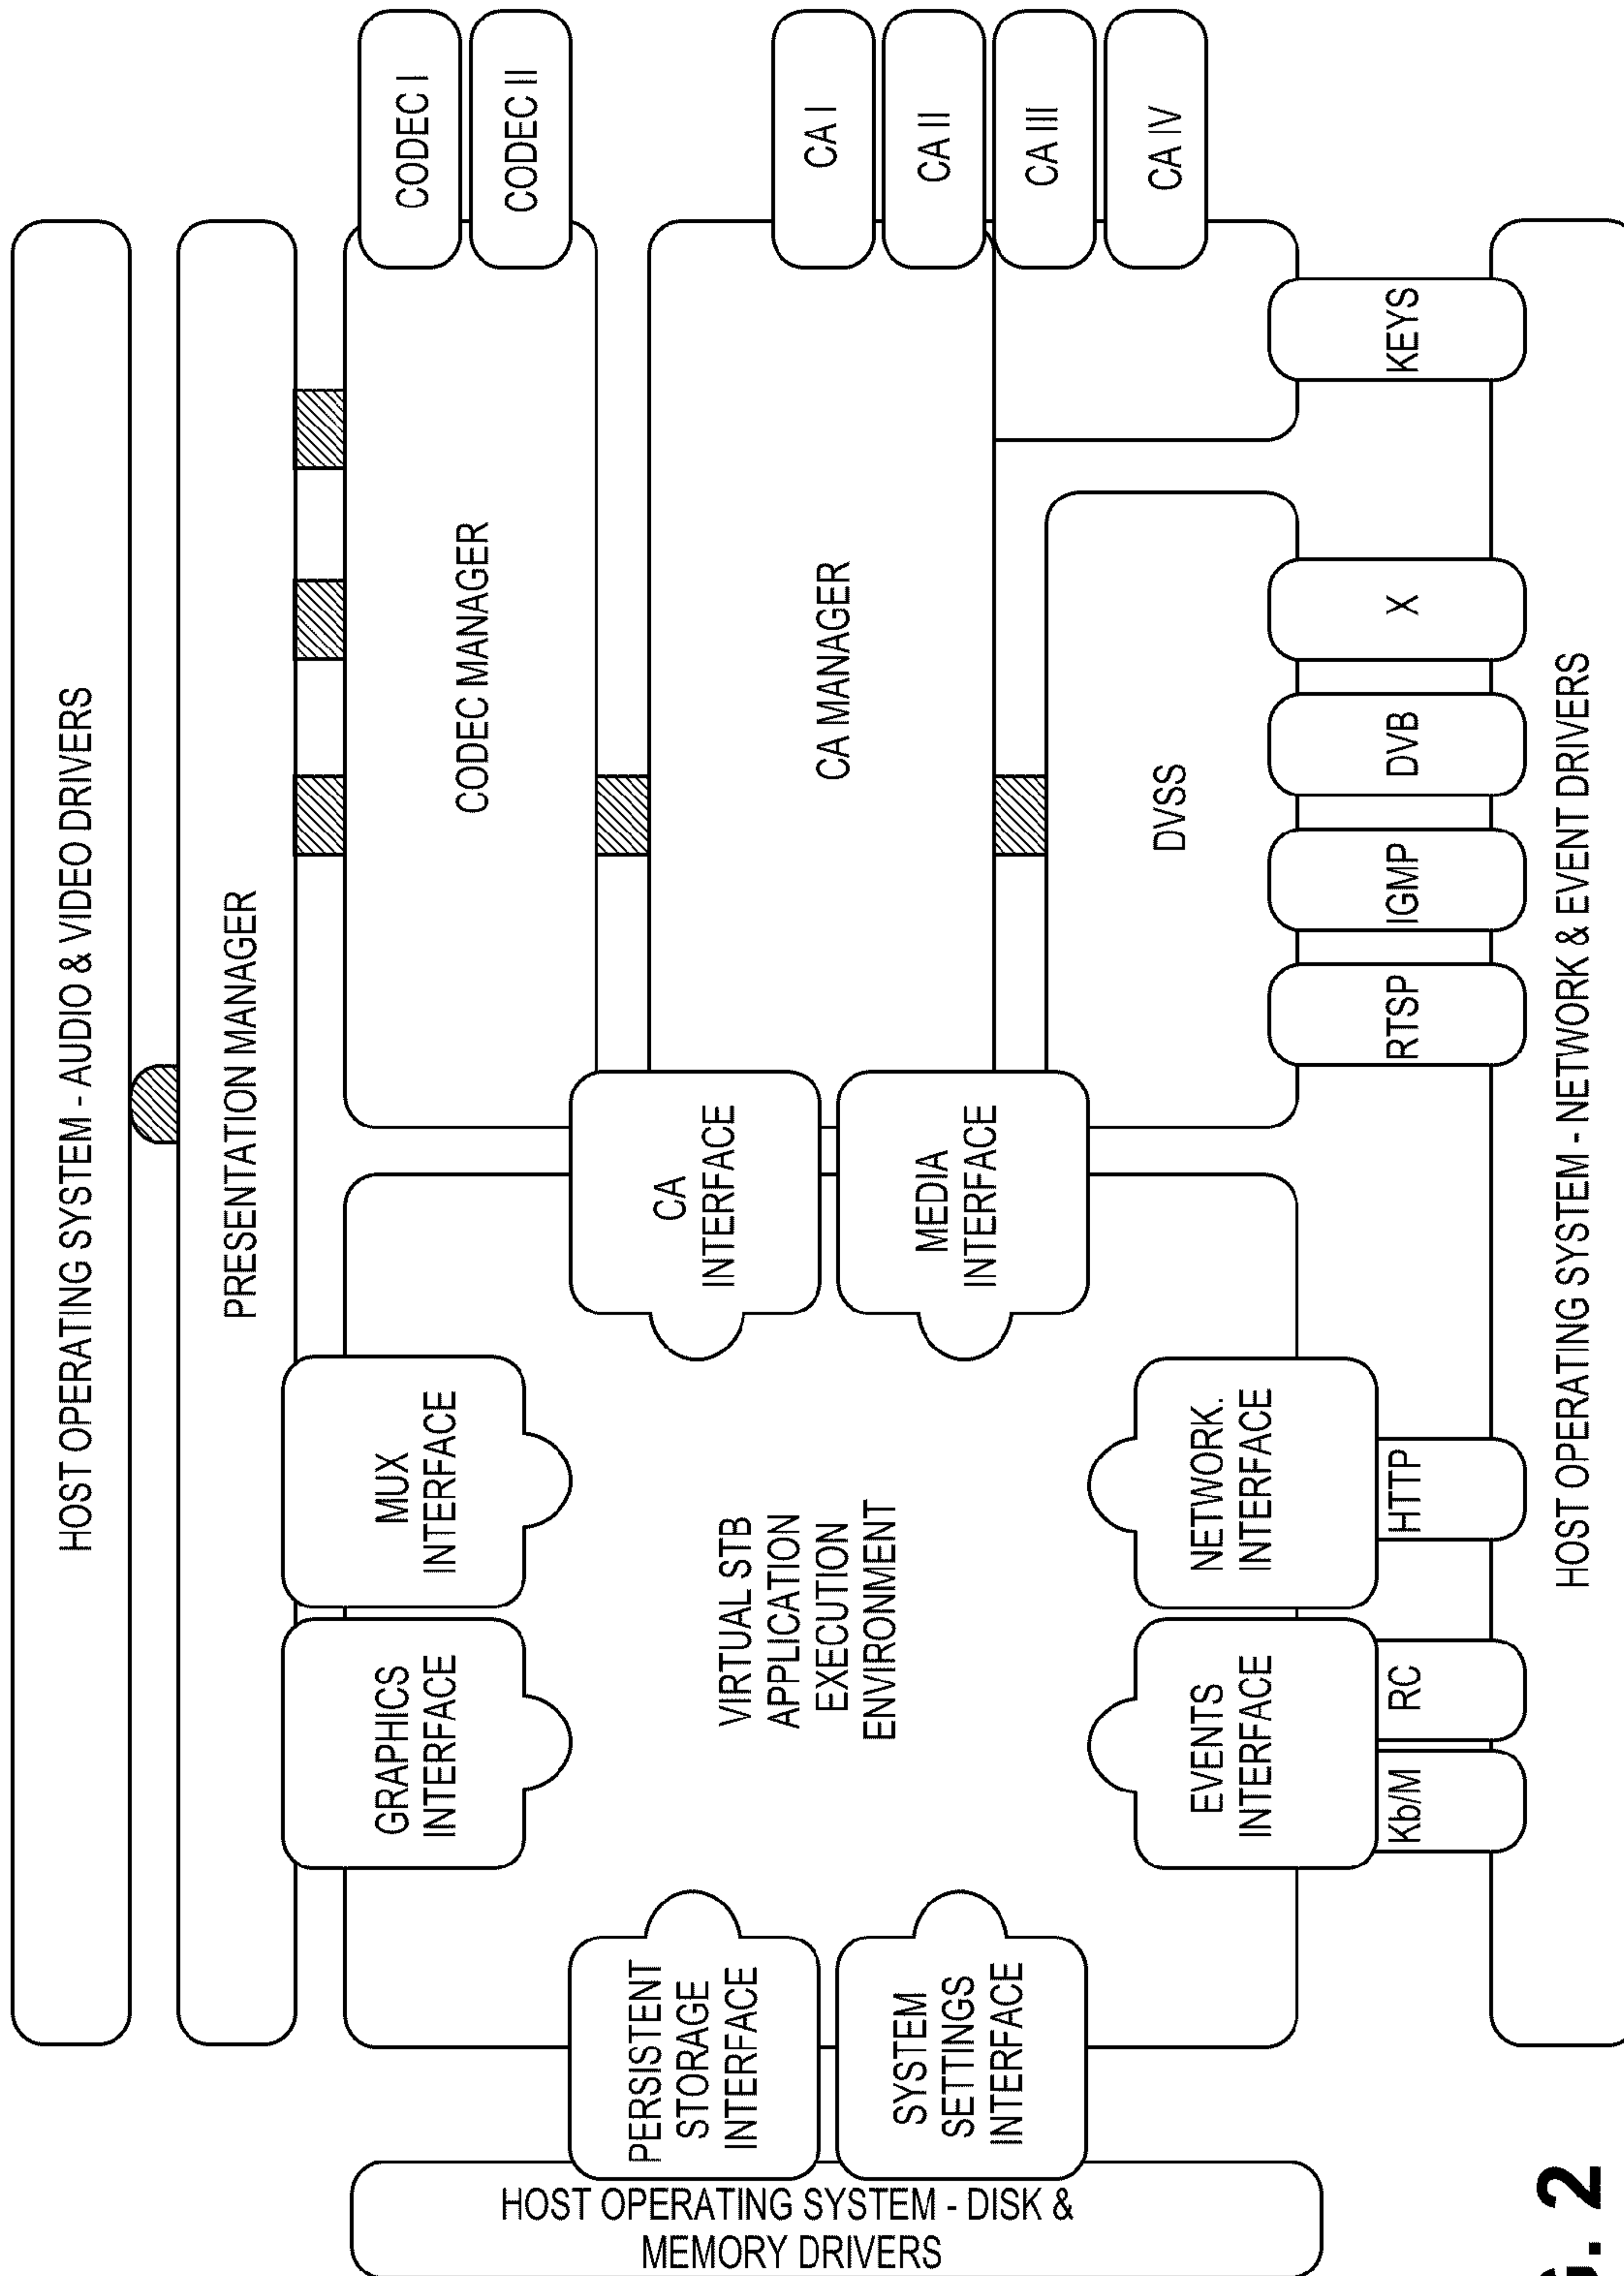 HOST OPERATING SYSTEM - AUDIO & VIDEO DRIVERS
PRESENTATION MANAGER
GRAPHICS
INTERFACE
MUX
INTERFACE
CODEC MANAGER
CODEC I
CODEC II
HOST OPERATING SYSTEM - DISK &
MEMORY DRIVERS
PERSISTENT
STORAGE
INTERFACE
SYSTEM
SETTINGS
INTERFACE
VIRTUAL STB
APPLICATION
EXECUTION
ENVIRONMENT
CA
INTERFACE
MEDIA
INTERFACE
CA MANAGER
CA I
CA II
CA III
CA IV
DVSS
EVENTS
INTERFACE
NETWORK.
INTERFACE
Kb/M
RC
HTTP
RTSP
IGMP
DVB
X
KEYS
HOST OPERATING SYSTEM - NETWORK & EVENT DRIVERS
G. 2